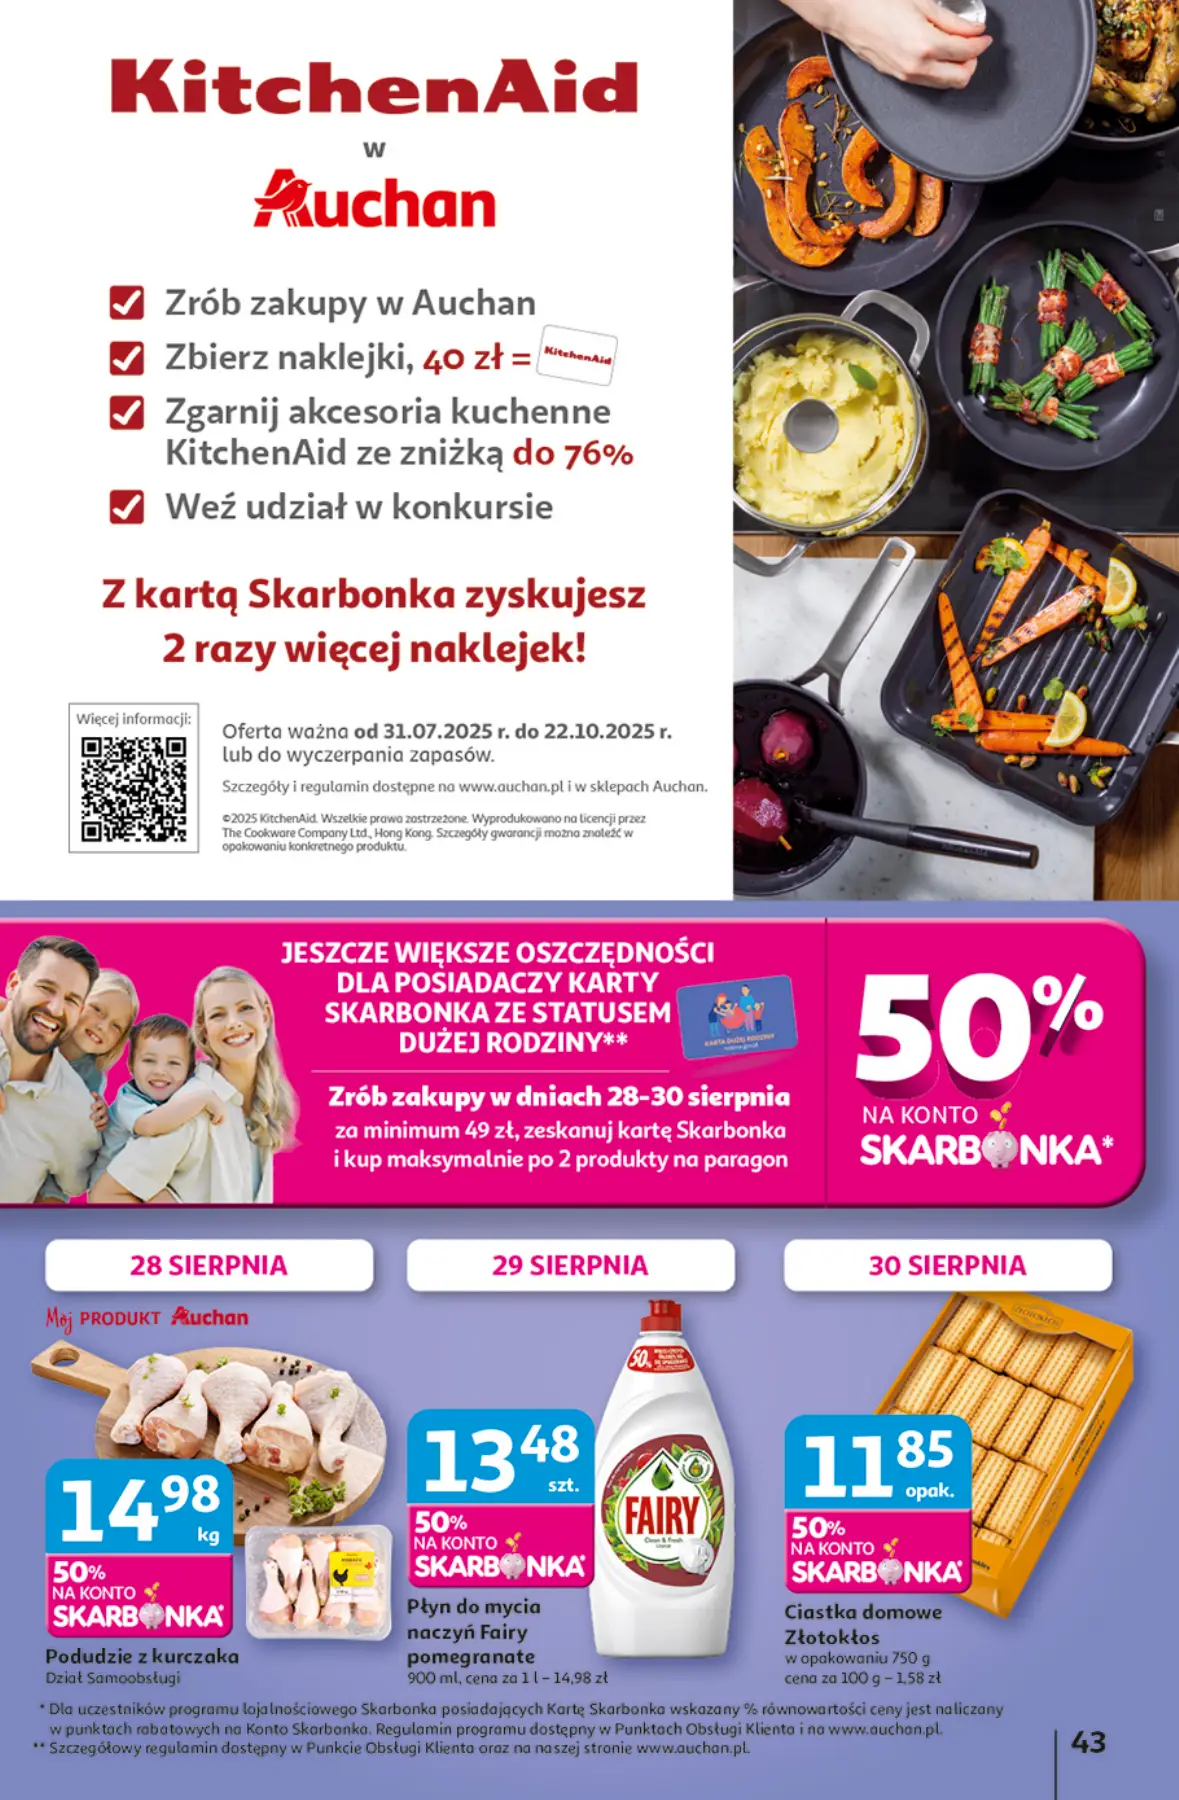 KitchenAid
w
Auchan
Zrób zakupy w Auchan
Zbierz naklejki, 40 zł = KitchenAid
Zgarnij akcesoria kuchenne
KitchenAid ze zniżką do 76%
Weź udział w konkursie
Z kartą Skarbonka zyskujesz
2 razy więcej naklejek!
Więcej informacji:
Oferta ważna od 31.07.2025 r. do 22.10.2025 r.
lub do wyczerpania zapasów.
Szczegóły i regulamin dostępne na www.auchan.pl i w sklepach Auchan.
©2025 KitchenAid. Wszelkie prawa zastrzeżone. Wyprodukowano na licencji przez
The Cookware Company Ltd., Hong Kong. Szczegóły gwarancji można znaleźć w
opakowaniu konkretnego produktu.
JESZCZE WIĘKSZE OSZCZĘDNOŚCI
DLA POSIADACZY KARTY
SKARBONKA ZE STATUSEM
DUŻEJ RODZINY**
KARTA DUŻEJ RODZINY
Zrób zakupy w dniach 28-30 sierpnia
za minimum 49 zł, zeskanuj kartę Skarbonka
i kup maksymalnie po 2 produkty na paragon
50%
NA KONTO
SKARBONKA*
28 SIERPNIA
29 SIERPNIA
30 SIERPNIA
Mój PRODUKT Auchan
14 98
kg
50%
NA KONTO
SKARBONKA*
Podudzie z kurczaka
Dział Samoobsługi
13 48
szt.
50%
NA KONTO
SKARBONKA*
50%
FAIRY
Clean & Fresh
Płyn do mycia
naczyń Fairy
pomegranate
900 ml, cena za 1 l - 14,98 zł
11 85
opak.
50%
NA KONTO
SKARBONKA*
ZŁOTOKŁOS
Ciastka domowe
Złotokłos
w opakowaniu 750 g
cena za 100 g - 1,58 zł
* Dla uczestników programu lojalnościowego Skarbonka posiadających Kartę Skarbonka wskazany % równowartości ceny jest naliczany
w punktach rabatowych na Konto Skarbonka. Regulamin programu dostępny w Punktach Obsługi Klienta i na www.auchan.pl.
** Szczegółowy regulamin dostępny w Punkcie Obsługi Klienta oraz na naszej stronie www.auchan.pl.
43